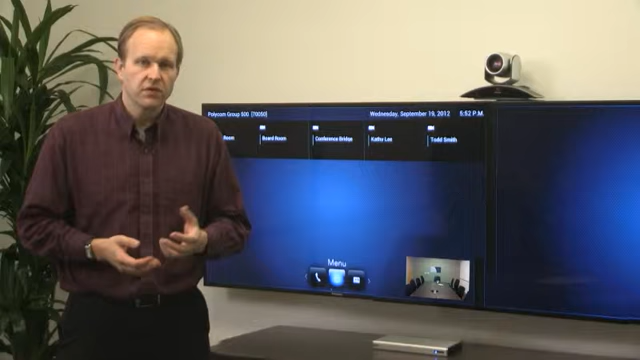 Polycom Group 500 (70050) Wednesday, September 19, 2012 5:52 P.M.
Room Board Room Conference Bridge Kathy Lee Todd Smith
Menu